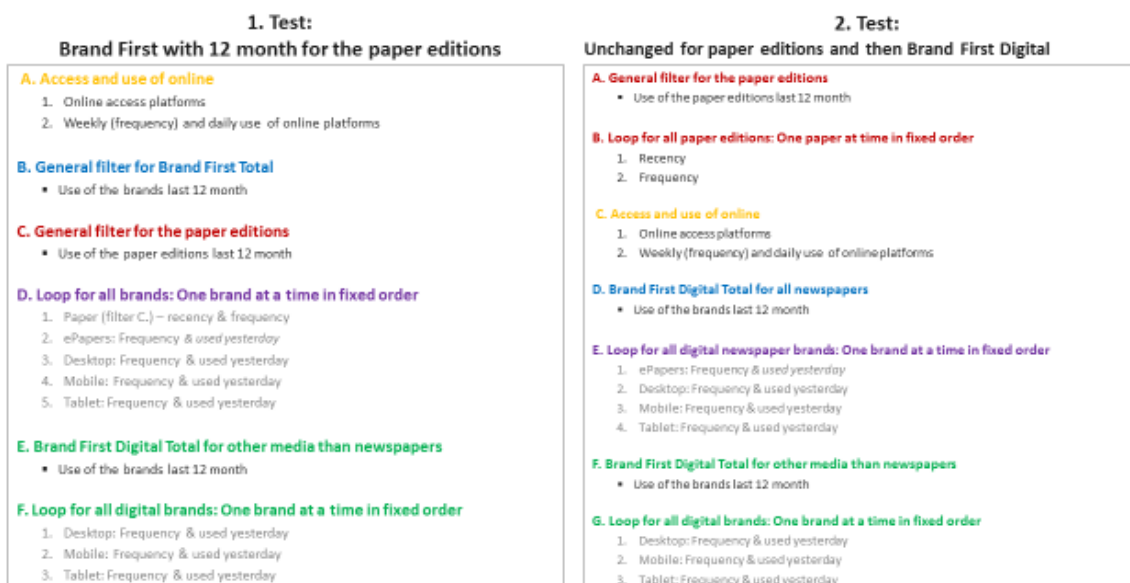 1. Test:
Brand First with 12 month for the paper editions
A. Access and use of online
1. Online access platforms
2. Weekly (frequency) and daily use of online platforms
B. General filter for Brand First Total
▪ Use of the brands last 12 month
C. General filter for the paper editions
▪ Use of the paper editions last 12 month
D. Loop for all brands: One brand at a time in fixed order
1. Paper (filter C.) – recency & frequency
2. ePapers: Frequency & used yesterday
3. Desktop: Frequency & used yesterday
4. Mobile: Frequency & used yesterday
5. Tablet: Frequency & used yesterday
E. Brand First Digital Total for other media than newspapers
▪ Use of the brands last 12 month
F. Loop for all digital brands: One brand at a time in fixed order
1. Desktop: Frequency & used yesterday
2. Mobile: Frequency & used yesterday
3. Tablet: Frequency & used yesterday
2. Test:
Unchanged for paper editions and then Brand First Digital
A. General filter for the paper editions
▪ Use of the paper editions last 12 month
B. Loop for all paper editions: One paper at time in fixed order
1. Recency
2. Frequency
C. Access and use of online
1. Online access platforms
2. Weekly (frequency) and daily use of online platforms
D. Brand First Digital Total for all newspapers
▪ Use of the brands last 12 month
E. Loop for all digital newspaper brands: One brand at a time in fixed order
1. ePapers: Frequency & used yesterday
2. Desktop: Frequency & used yesterday
3. Mobile: Frequency & used yesterday
4. Tablet: Frequency & used yesterday
F. Brand First Digital Total for other media than newspapers
▪ Use of the brands last 12 month
G. Loop for all digital brands: One brand at a time in fixed order
1. Desktop: Frequency & used yesterday
2. Mobile: Frequency & used yesterday
3. Tablet: Frequency & used yesterday